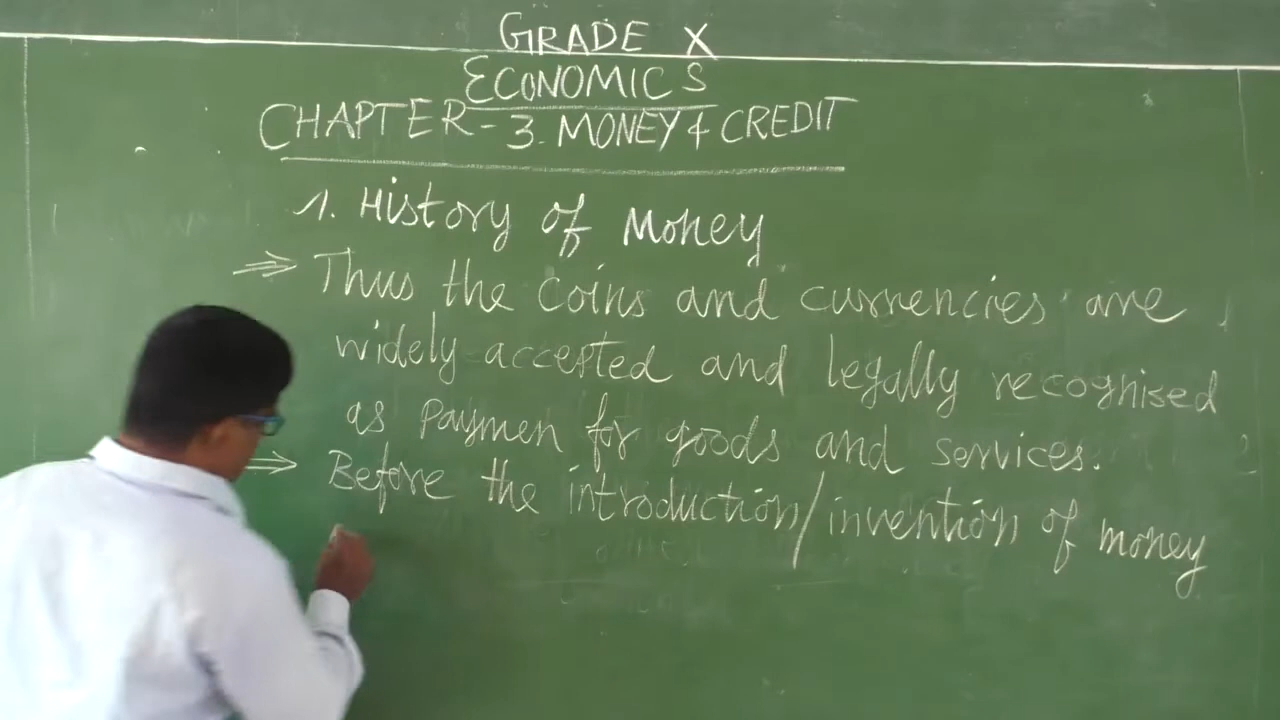 GRADE X
ECONOMICS
CHAPTER-3. MONEY & CREDIT
1. History of Money
⇒ Thus the Coins and currencies are
widely accepted and legally recognised
as paymen for goods and services.
⇒ Before the introduction/invention of money